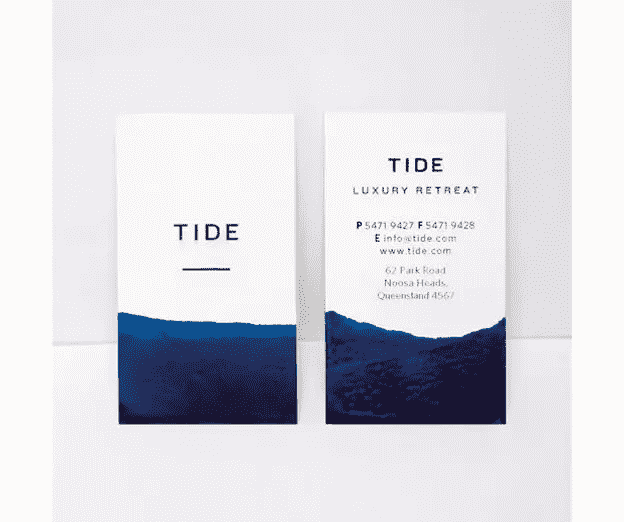 TIDE
TIDE
LUXURY RETREAT
P 5471 9427 F 5471 9428
E info@tide.com
www.tide.com
62 Park Road
Noosa Heads,
Queensland 4567